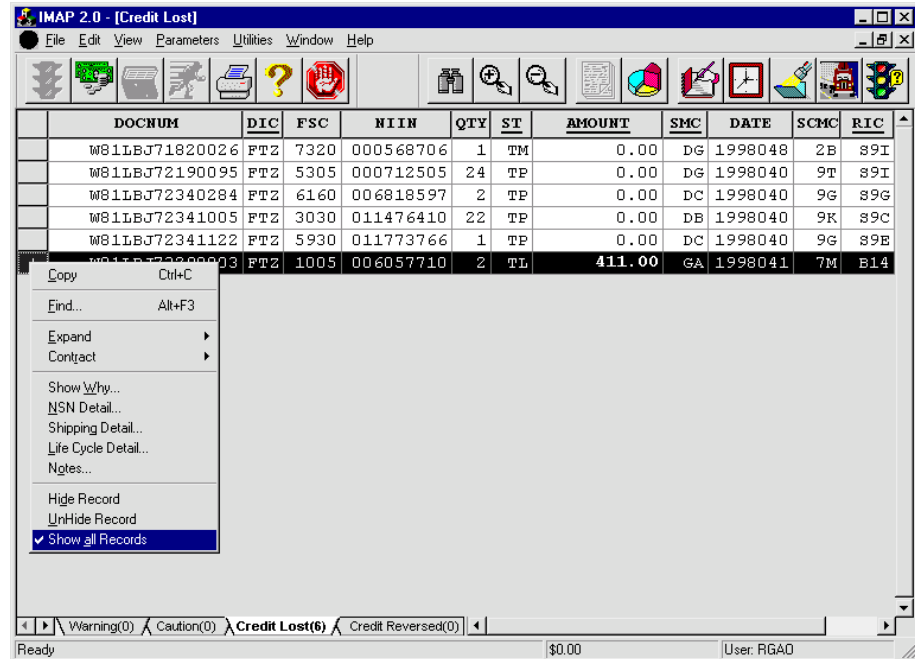 IMAP 2.0 - [Credit Lost]
File Edit View Parameters Utilities Window Help
DOCNUM DIC FSC NIIN QTY ST AMOUNT SMC DATE SCMC RIC
W81LBJ71820026 FTZ 7320 000568706 1 TM 0.00 DG 1998048 2B S9I
W81LBJ72190095 FTZ 5305 000712505 24 TP 0.00 DG 1998040 9T S9I
W81LBJ72340284 FTZ 6160 006818597 2 TP 0.00 DC 1998040 9G S9G
W81LBJ72341005 FTZ 3030 011476410 22 TP 0.00 DB 1998040 9K S9C
W81LBJ72341122 FTZ 5930 011773766 1 TP 0.00 DC 1998040 9G S9E
FTZ 1005 006057710 2 TL 411.00 GA 1998041 7M B14
Copy Ctrl+C
Find... Alt+F3
Expand
Contract
Show Why...
NSN Detail...
Shipping Detail...
Life Cycle Detail...
Notes...
Hide Record
UnHide Record
Show all Records
Warning(0) Caution(0) Credit Lost(6) Credit Reversed(0)
Ready $0.00 User: RGAO